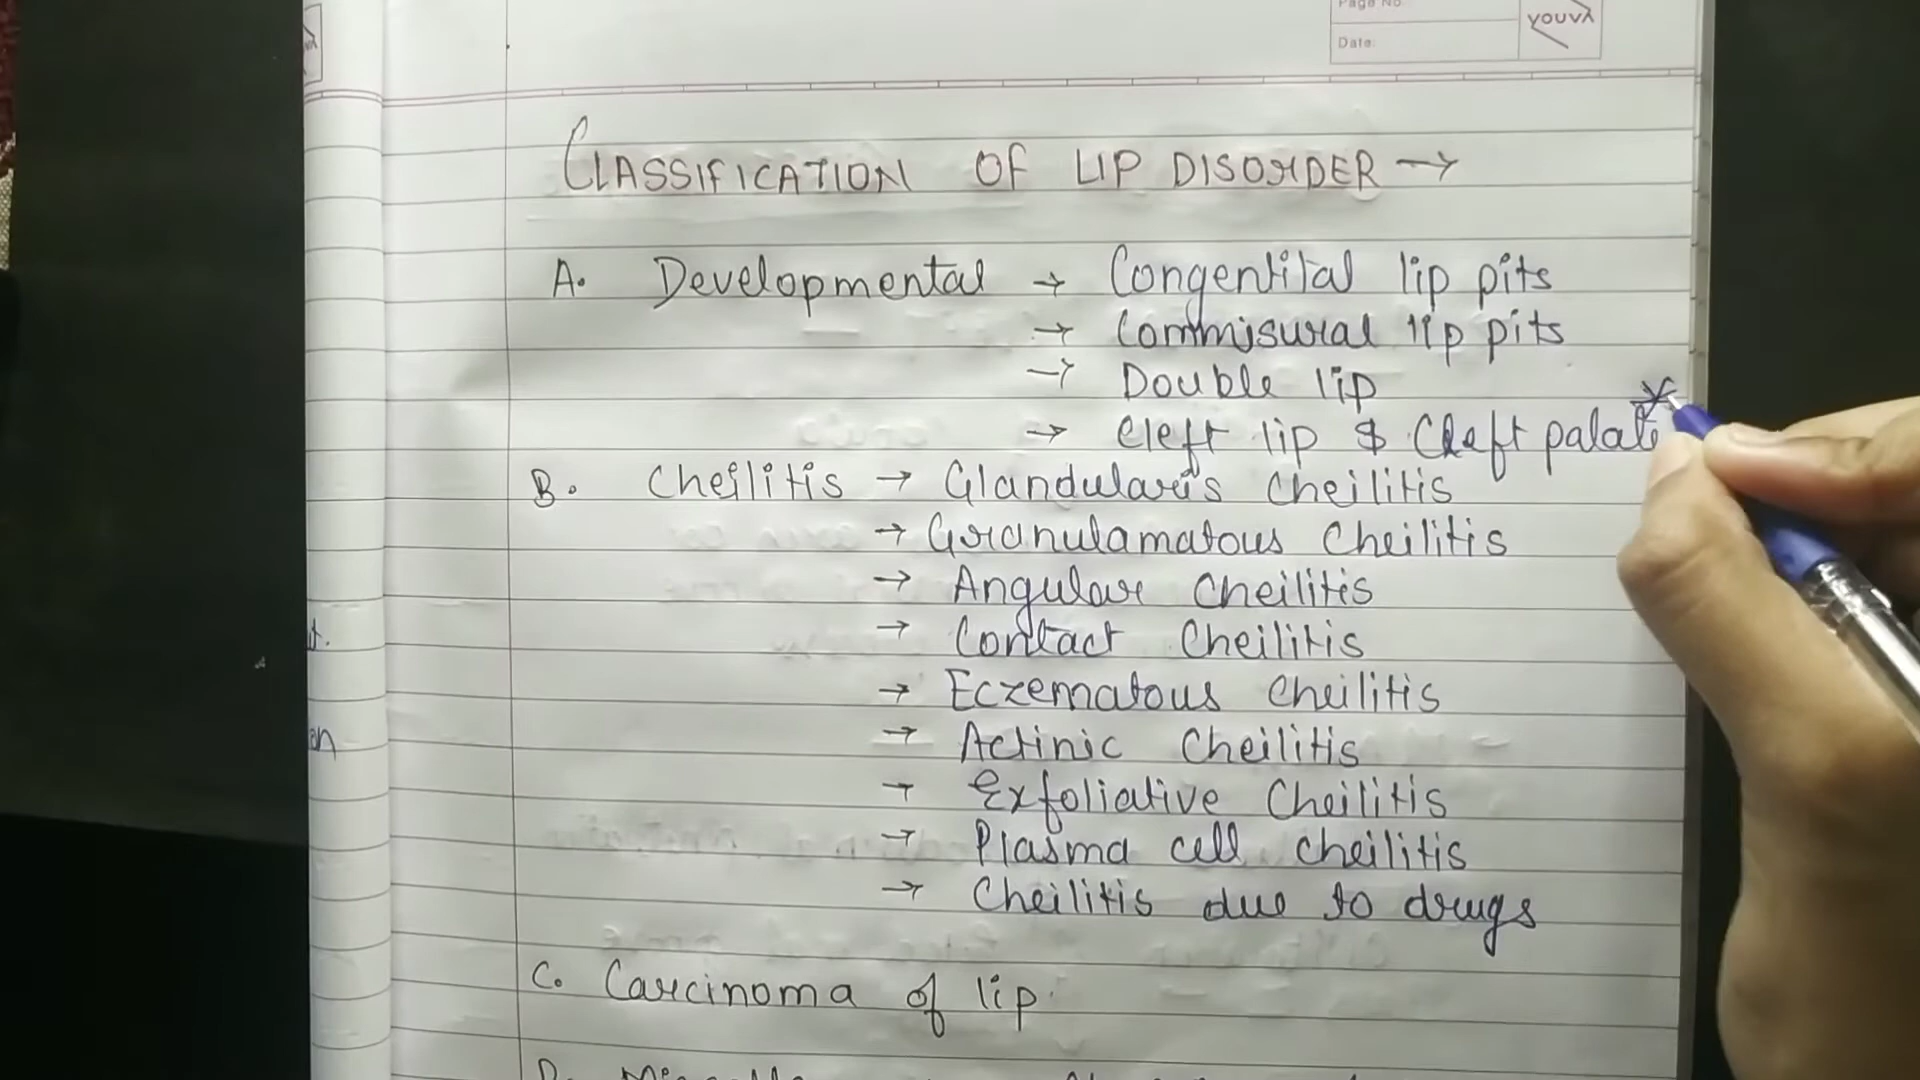 Page No.
Date:
YOUVA
CLASSIFICATION OF LIP DISORDER →
A. Developmental → Congentital lip pits
→ Commisural lip pits
→ Double lip
→ Cleft lip & Cleft palate
B. Cheilitis → Glandularis Cheilitis
→ Granulamatous Cheilitis
→ Angular Cheilitis
→ Contact Cheilitis
→ Eczematous Cheilitis
→ Actinic Cheilitis
→ Exfoliative Cheilitis
→ Plasma cell cheilitis
→ Cheilitis due to drugs
C. Carcinoma of lip